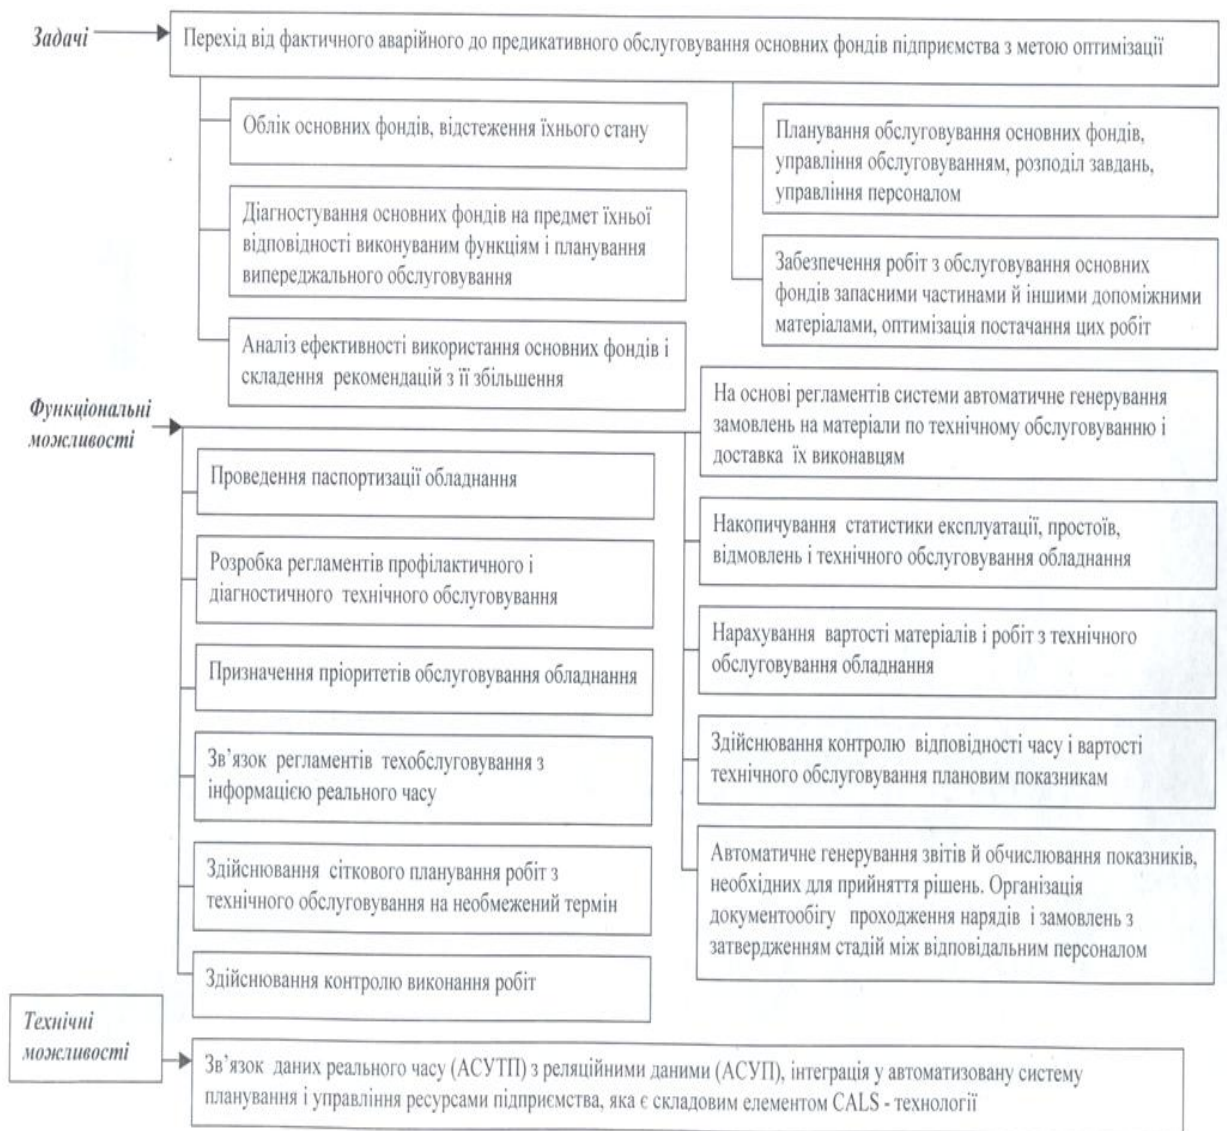 Задачі
Перехід від фактичного аварійного до предикативного обслуговування основних фондів підприємства з метою оптимізації
Облік основних фондів, відстеження їхнього стану
Діагностування основних фондів на предмет їхньої
відповідності виконуваним функціям і планування
випереджального обслуговування
Аналіз ефективності використання основних фондів і
складення рекомендацій з її збільшення
Планування обслуговування основних фондів,
управління обслуговуванням, розподіл завдань,
управління персоналом
Забезпечення робіт з обслуговування основних
фондів запасними частинами й іншими допоміжними
матеріалами, оптимізація постачання цих робіт
Функціональні
можливості
Проведення паспортизації обладнання
Розробка регламентів профілактичного і
діагностичного технічного обслуговування
Призначення пріоритетів обслуговування обладнання
Зв’язок регламентів техобслуговування з
інформацією реального часу
Здійснювання сіткового планування робіт з
технічного обслуговування на необмежений термін
Здійснювання контролю виконання робіт
На основі регламентів системи автоматичне генерування
замовлень на матеріали по технічному обслуговуванню і
доставка їх виконавцям
Накопичування статистики експлуатації, простоїв,
відмовлень і технічного обслуговування обладнання
Нарахування вартості матеріалів і робіт з технічного
обслуговування обладнання
Здійснювання контролю відповідності часу і вартості
технічного обслуговування плановим показникам
Автоматичне генерування звітів й обчислювання показників,
необхідних для прийняття рішень. Організація
документообігу проходження нарядів і замовлень з
затвердженням стадій між відповідальним персоналом
Технічні
можливості
Зв’язок даних реального часу (АСУТП) з реляційними даними (АСУП), інтеграція у автоматизовану систему
планування і управління ресурсами підприємства, яка є складовим елементом CALS - технології